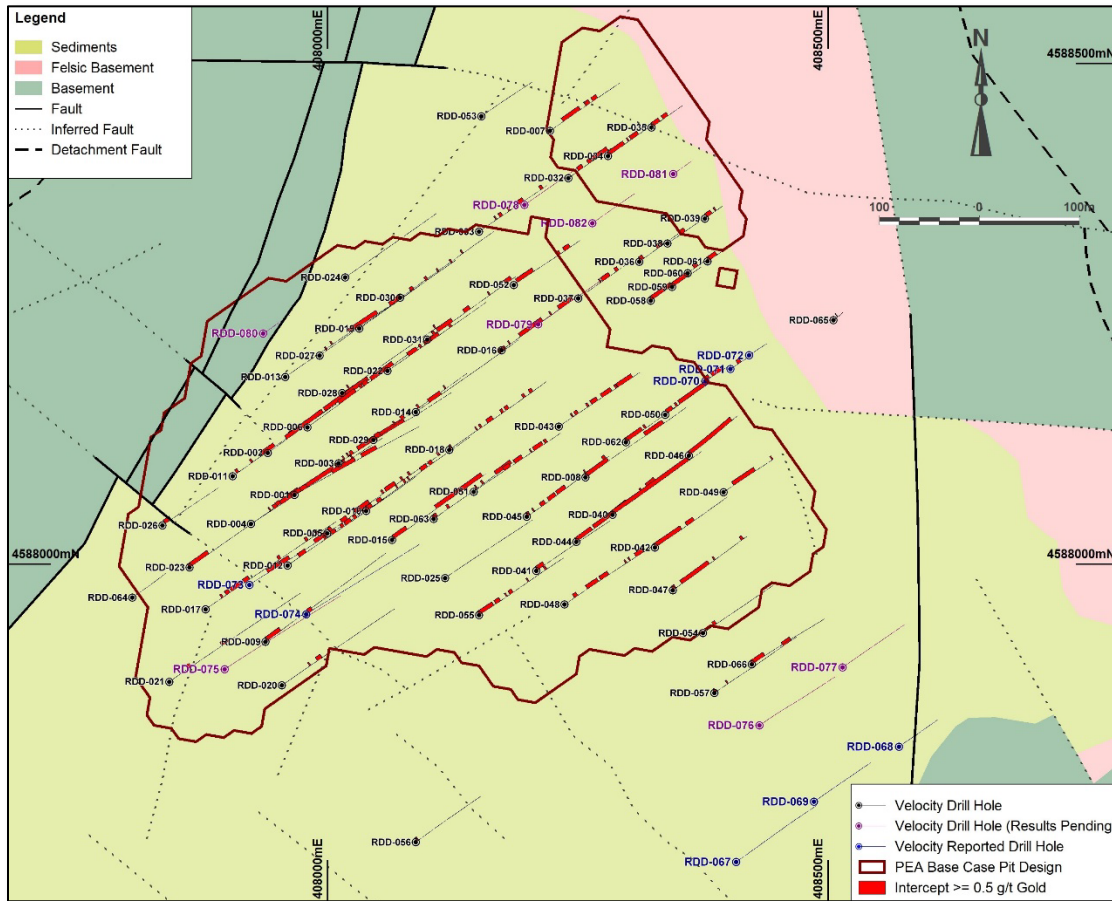 Legend
Sediments
Felsic Basement
Basement
Fault
Inferred Fault
Detachment Fault
408000mE
408500mE
4588500mN
N
100
0
100m
RDD-053
RDD-007
RDD-035
RDD-034
RDD-032
RDD-081
RDD-078
RDD-082
RDD-033
RDD-039
RDD-038
RDD-036
RDD-061
RDD-060
RDD-059
RDD-058
RDD-024
RDD-052
RDD-030
RDD-037
RDD-065
RDD-080
RDD-019
RDD-079
RDD-031
RDD-016
RDD-027
RDD-072
RDD-071
RDD-070
RDD-013
RDD-022
RDD-028
RDD-014
RDD-050
RDD-006
RDD-043
RDD-029
RDD-062
RDD-002
RDD-018
RDD-046
RDD-003
RDD-011
RDD-008
RDD-051
RDD-049
RDD-001
RDD-010
RDD-063
RDD-045
RDD-040
RDD-026
RDD-004
RDD-005
RDD-015
RDD-044
RDD-042
4588000mN
4588000mN
RDD-023
RDD-012
RDD-041
RDD-025
RDD-073
RDD-047
RDD-064
RDD-017
RDD-048
RDD-074
RDD-055
RDD-054
RDD-009
RDD-075
RDD-066
RDD-077
RDD-021
RDD-020
RDD-057
RDD-076
RDD-068
RDD-069
RDD-056
RDD-067
408000mE
408500mE
Velocity Drill Hole
Velocity Drill Hole (Results Pending)
Velocity Reported Drill Hole
PEA Base Case Pit Design
Intercept >= 0.5 g/t Gold